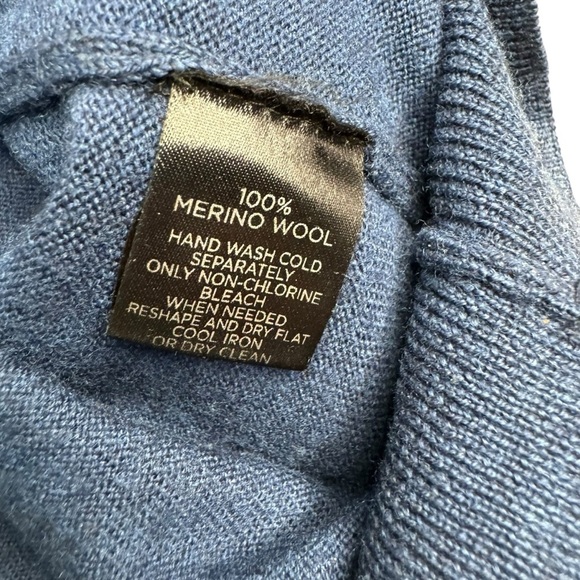 100%
MERINO WOOL
HAND WASH COLD
SEPARATELY
ONLY NON-CHLORINE
BLEACH
WHEN NEEDED
RESHAPE AND DRY FLAT
COOL IRON
OR DRY CLEAN